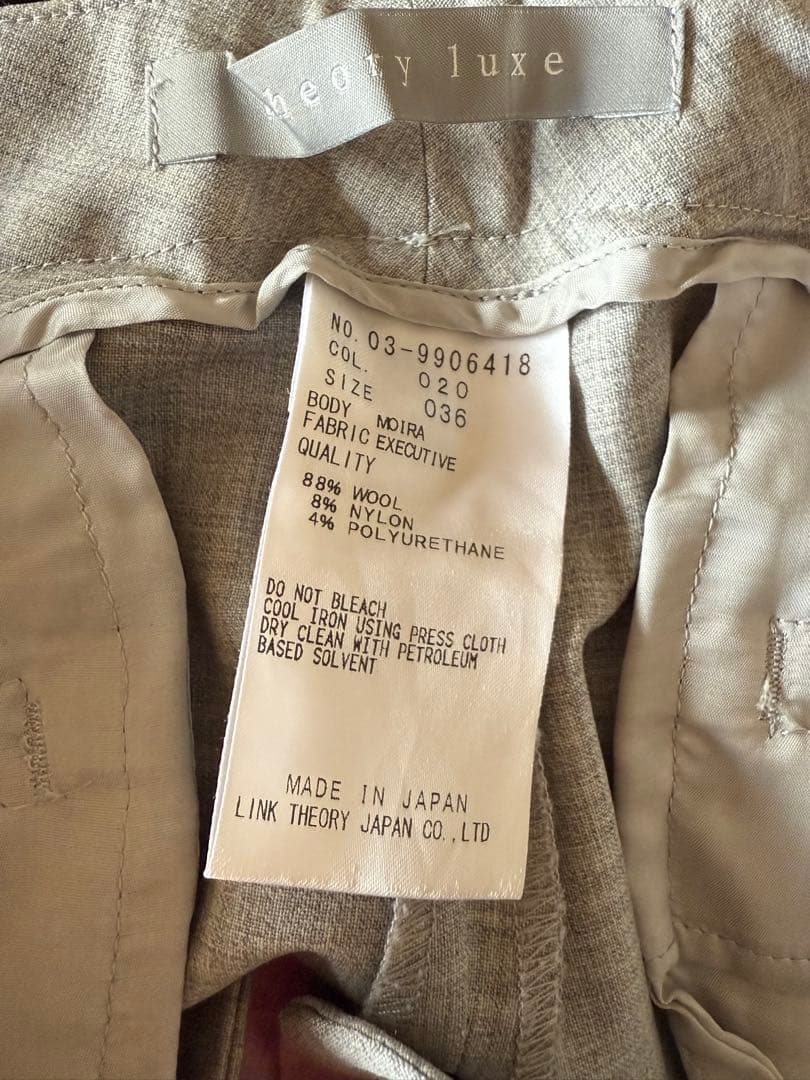 theory luxe
NO. 03-9906418
COL. 020
SIZE 036
BODY MOIRA
FABRIC EXECUTIVE
QUALITY
88% WOOL
8% NYLON
4% POLYURETHANE
DO NOT BLEACH
COOL IRON USING PRESS CLOTH
DRY CLEAN WITH PETROLEUM
BASED SOLVENT
MADE IN JAPAN
LINK THEORY JAPAN CO.,LTD